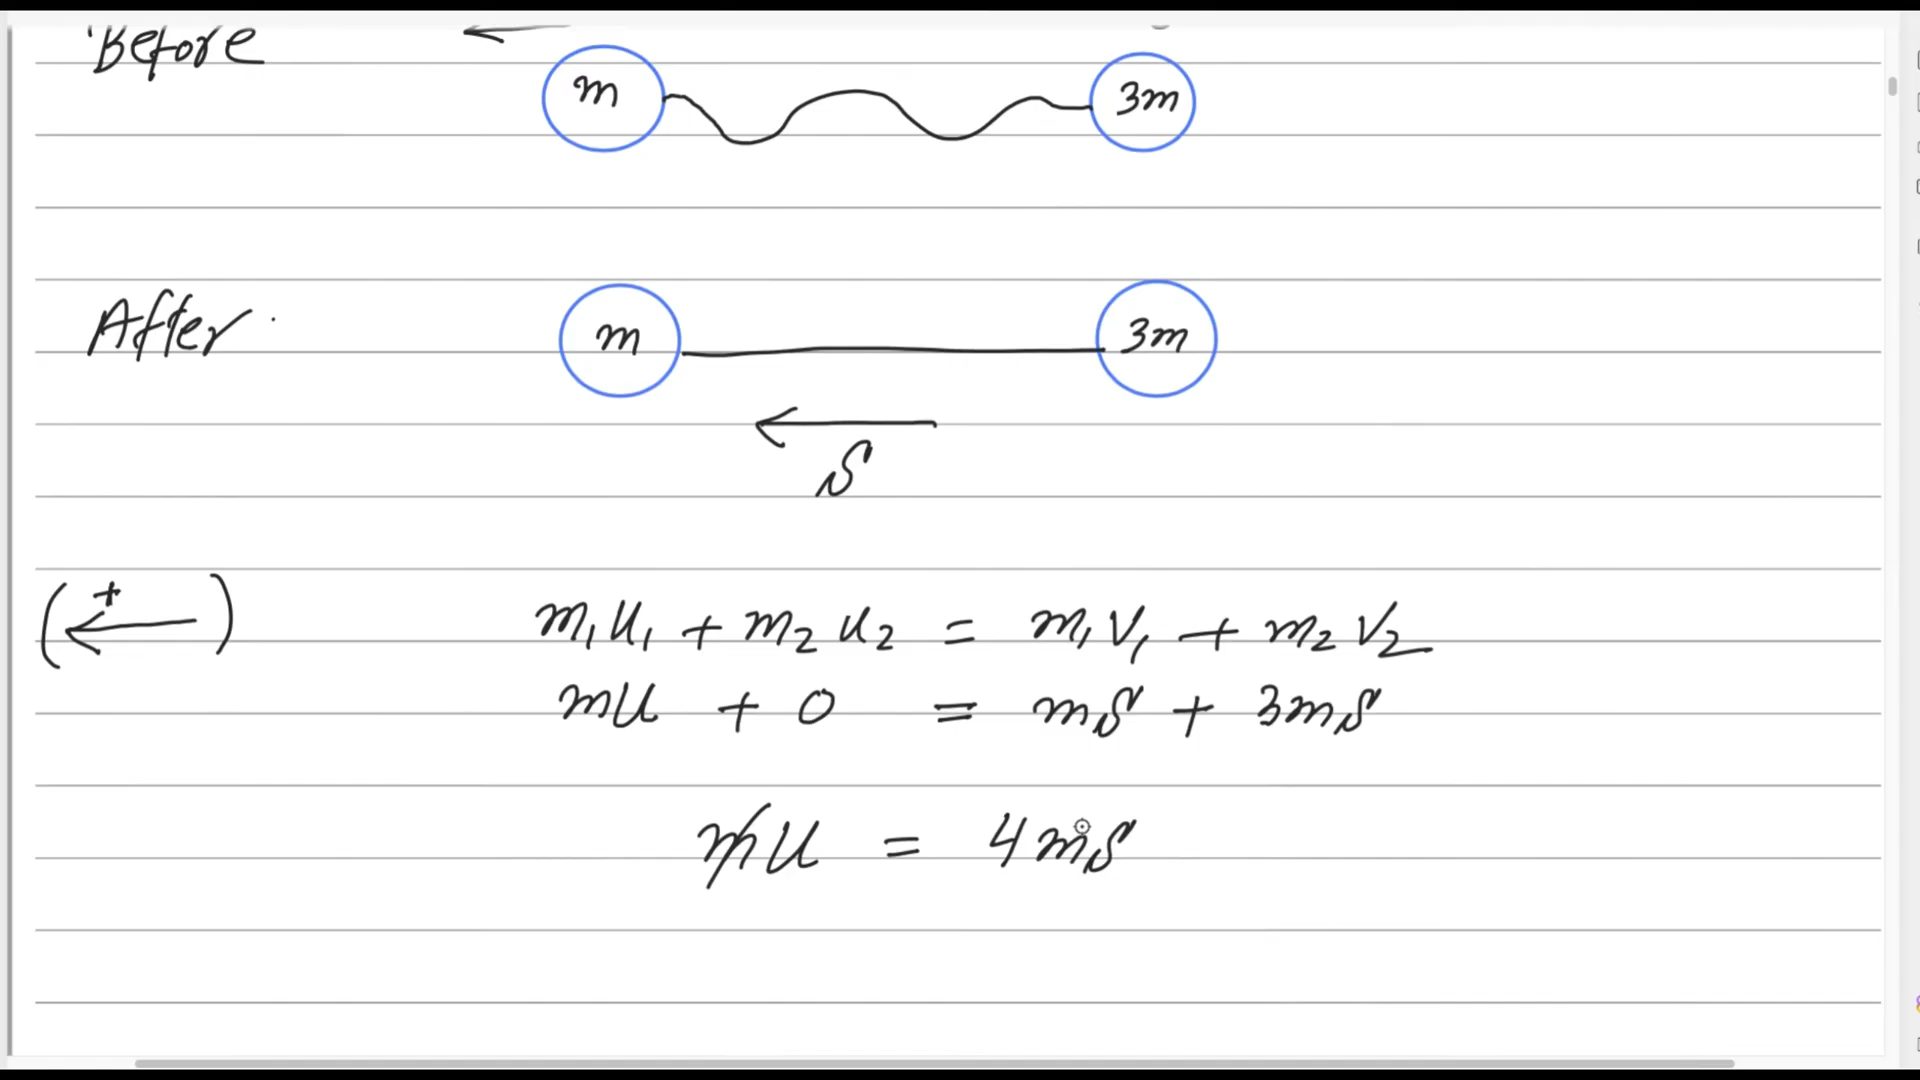 Before
m 3m
After
m 3m
S
(+) m₁u₁ + m₂u₂ = m₁v₁ + m₂v₂
mu + 0 = mS + 3mS
mu = 4mS